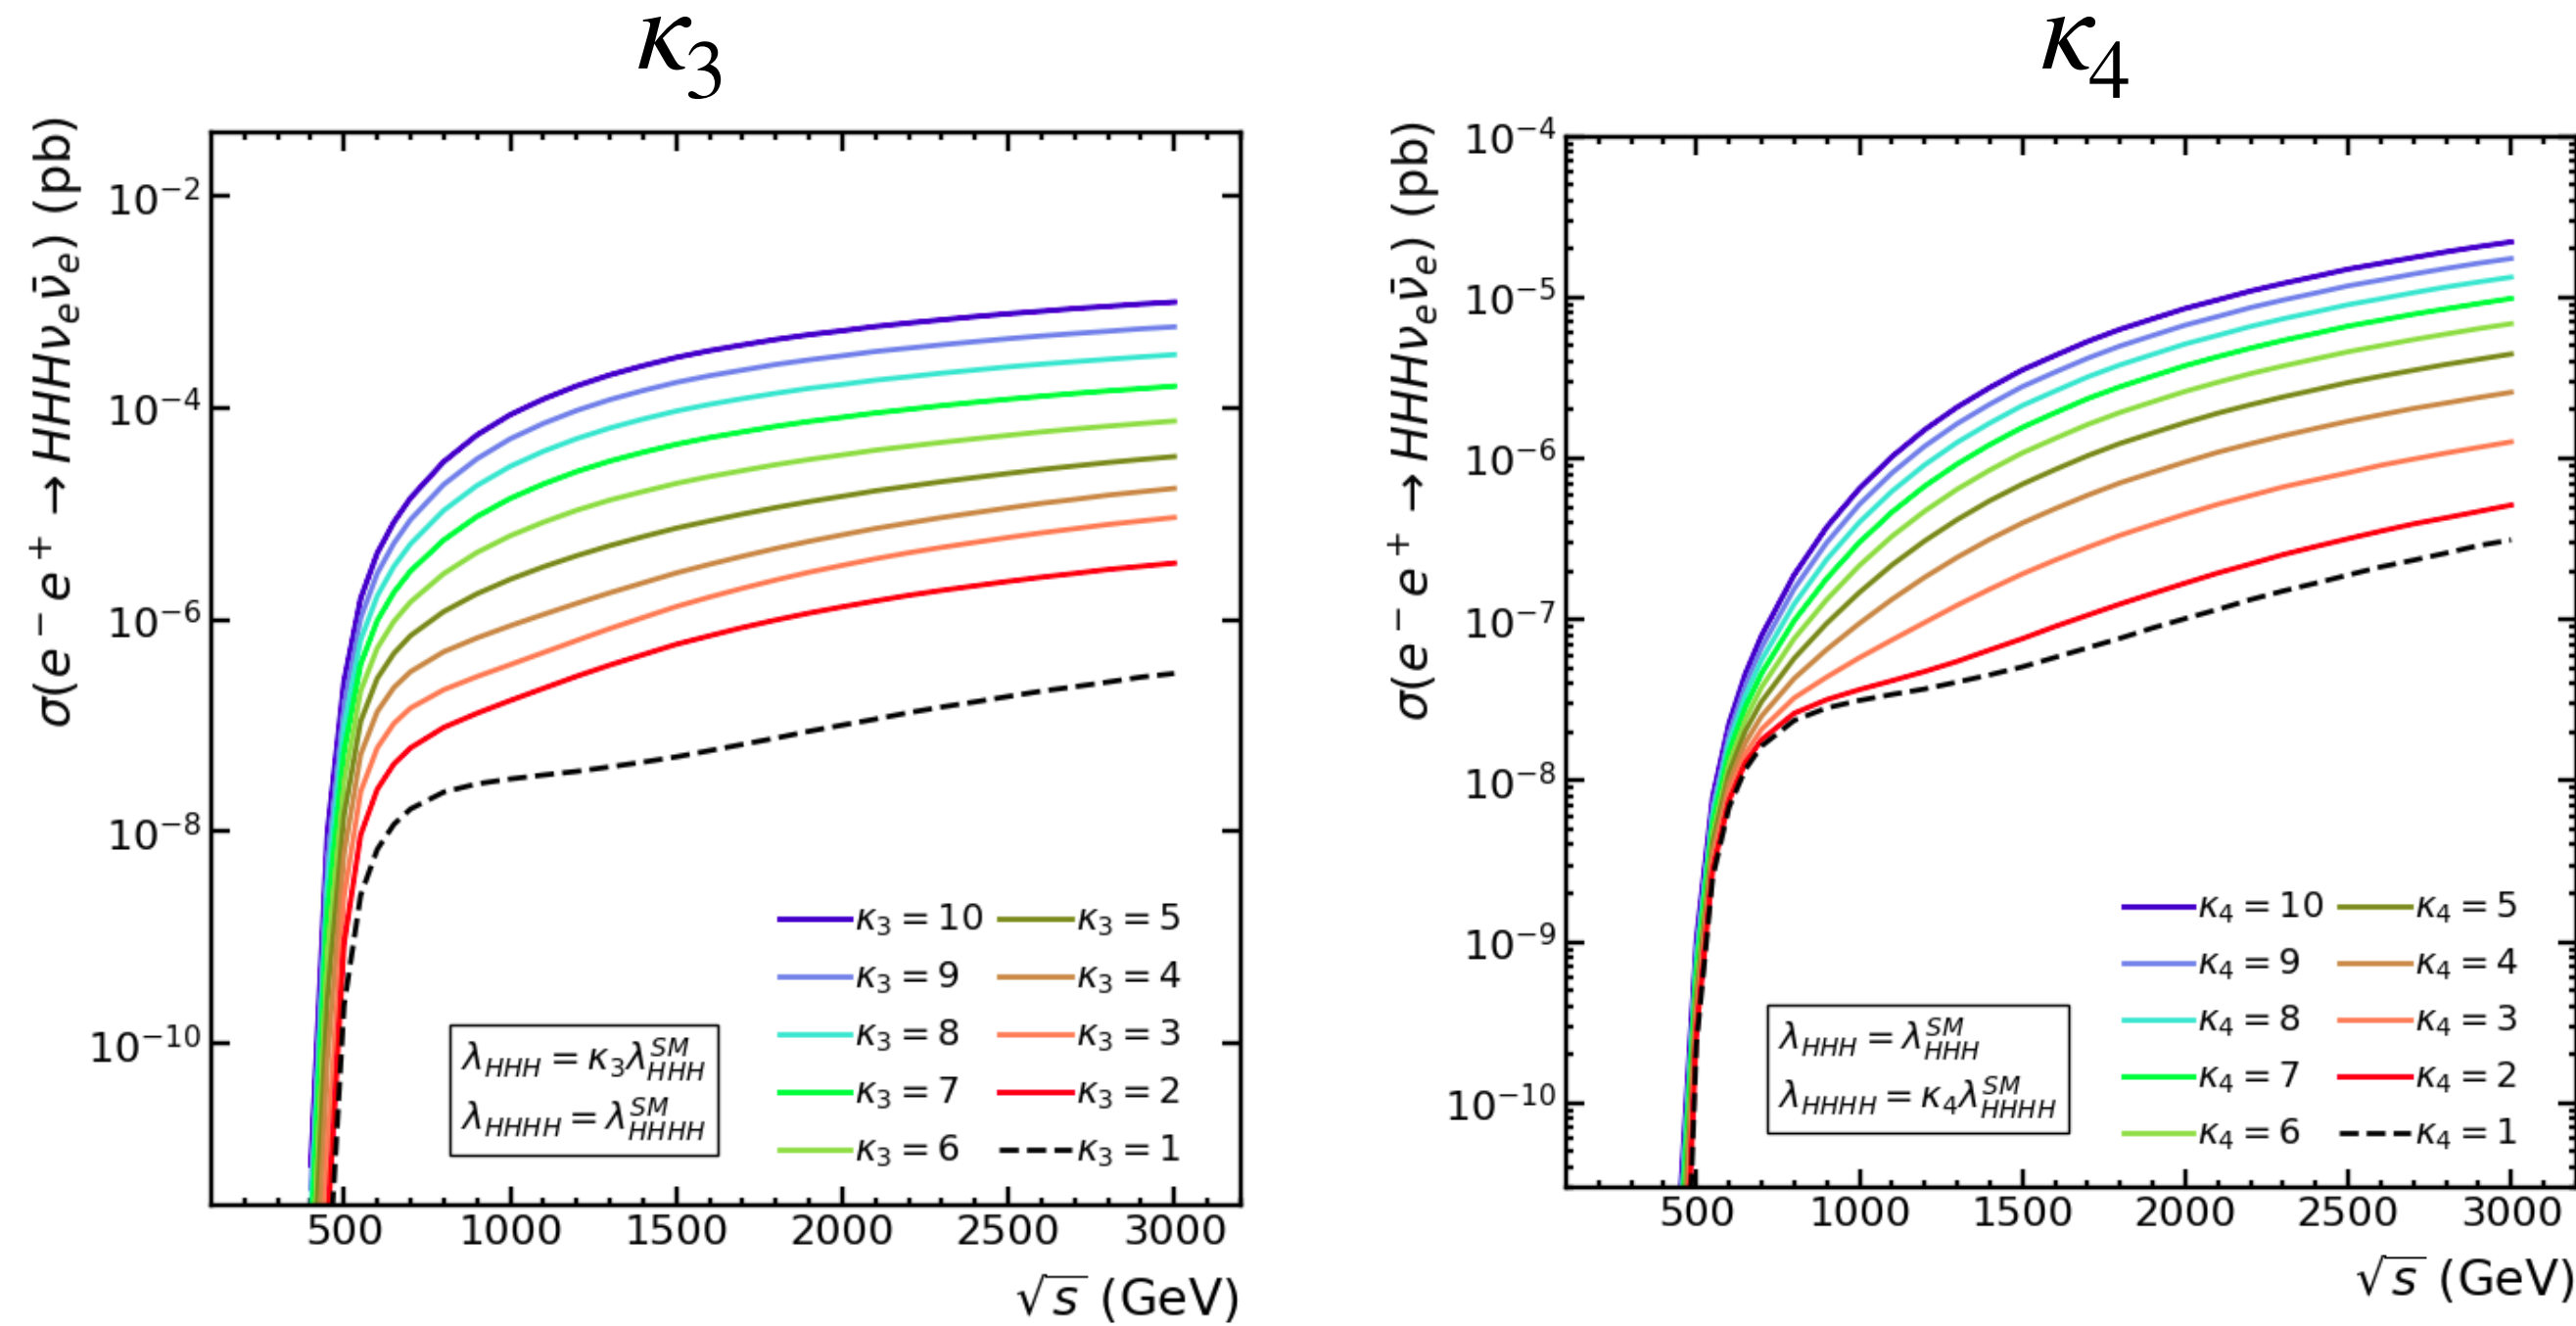 κ₃
σ(e⁻e⁺ → HHHν_e ν̄_e) (pb)
10⁻²
10⁻⁴
10⁻⁶
10⁻⁸
10⁻¹⁰
κ₃ = 10 κ₃ = 5
κ₃ = 9 κ₃ = 4
κ₃ = 8 κ₃ = 3
κ₃ = 7 κ₃ = 2
κ₃ = 6 κ₃ = 1
λ_HHH = κ₃λ^SM_HHH
λ_HHHH = λ^SM_HHHH
500 1000 1500 2000 2500 3000
√s (GeV)
κ₄
σ(e⁻e⁺ → HHHν_e ν̄_e) (pb)
10⁻⁴
10⁻⁵
10⁻⁶
10⁻⁷
10⁻⁸
10⁻⁹
10⁻¹⁰
κ₄ = 10 κ₄ = 5
κ₄ = 9 κ₄ = 4
κ₄ = 8 κ₄ = 3
κ₄ = 7 κ₄ = 2
κ₄ = 6 κ₄ = 1
λ_HHH = λ^SM_HHH
λ_HHHH = κ₄λ^SM_HHHH
500 1000 1500 2000 2500 3000
√s (GeV)